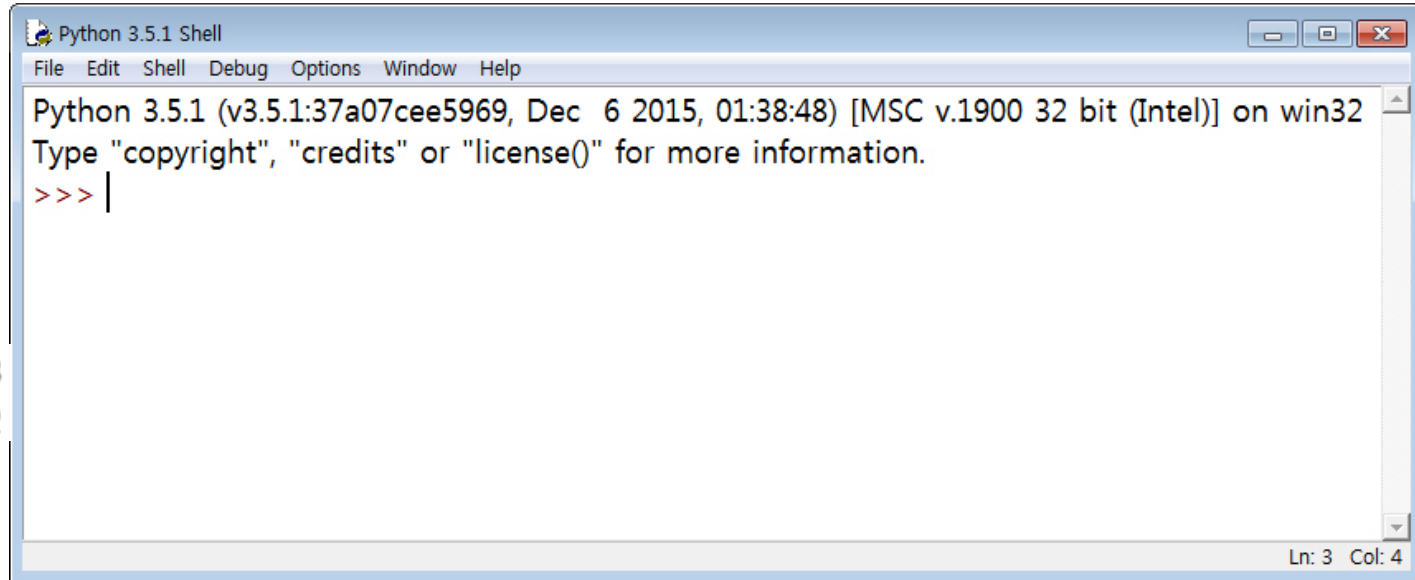 Python 3.5.1 Shell
File Edit Shell Debug Options Window Help
Python 3.5.1 (v3.5.1:37a07cee5969, Dec  6 2015, 01:38:48) [MSC v.1900 32 bit (Intel)] on win32
Type "copyright", "credits" or "license()" for more information.
>>>
Ln: 3 Col: 4